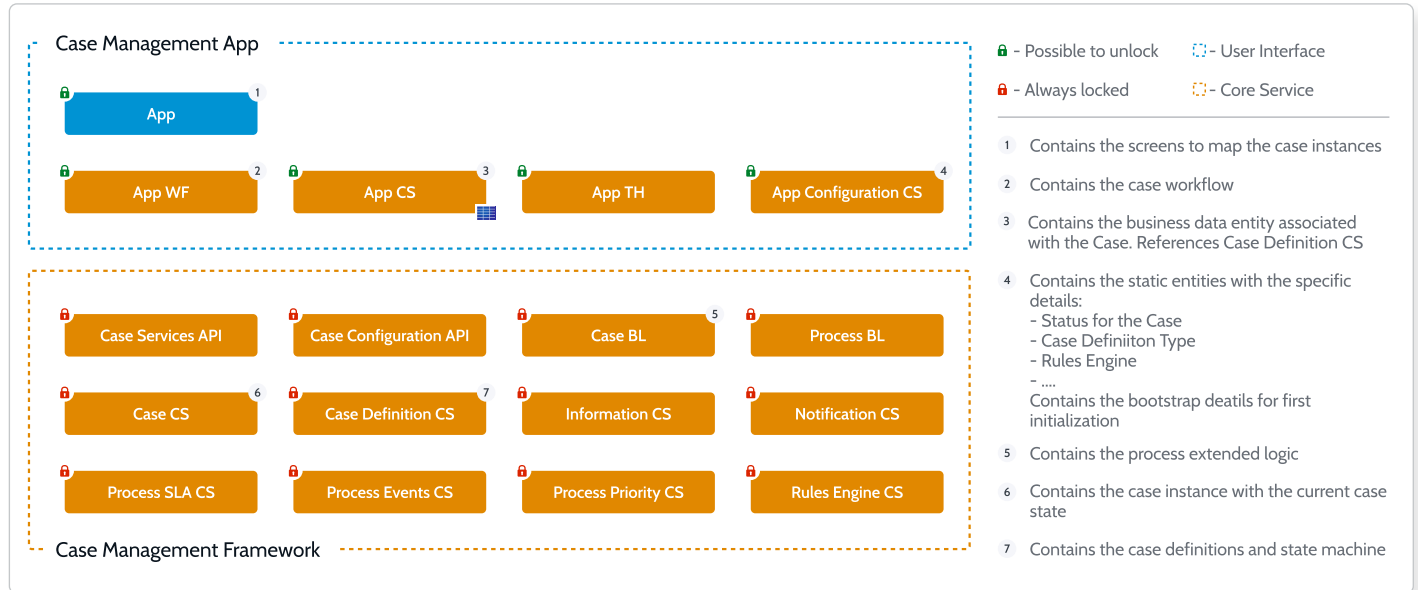 Case Management App
App
1
App WF
2
App CS
3
App TH
App Configuration CS
4
Case Services API
Case Configuration API
Case BL
5
Process BL
Case CS
6
Case Definition CS
7
Information CS
Notification CS
Process SLA CS
Process Events CS
Process Priority CS
Rules Engine CS
Case Management Framework
- Possible to unlock
- User Interface
- Always locked
- Core Service
1 Contains the screens to map the case instances
2 Contains the case workflow
3 Contains the business data entity associated
with the Case. References Case Definition CS
4 Contains the static entities with the specific
details:
- Status for the Case
- Case Definiiton Type
- Rules Engine
- ....
Contains the bootstrap deatils for first
initialization
5 Contains the process extended logic
6 Contains the case instance with the current case
state
7 Contains the case definitions and state machine